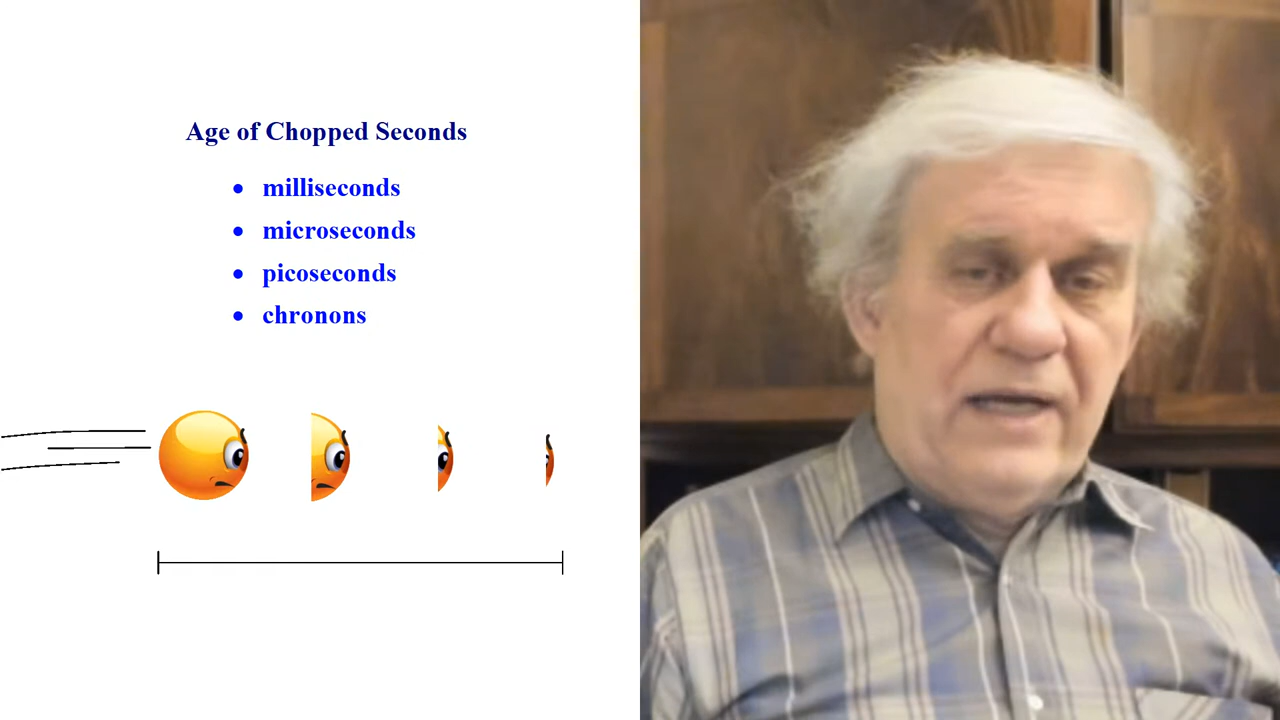 Age of Chopped Seconds
• milliseconds
• microseconds
• picoseconds
• chronons